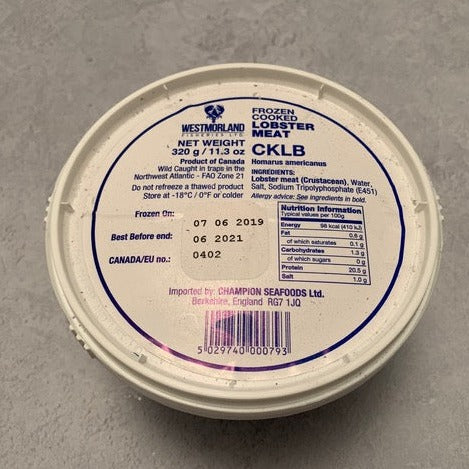 WESTMORLAND
FISHERIES LTD.
NET WEIGHT
320 g / 11.3 oz
Product of Canada
Wild Caught in traps in the
Northwest Atlantic - FAO Zone 21
Do not refreeze a thawed product
Store at -18°C / 0°F or colder
FROZEN
COOKED
LOBSTER
MEAT
CKLB
Homarus americanus
INGREDIENTS:
Lobster meat (Crustacean), Water,
Salt, Sodium Tripolyphosphate (E451)
Allergy advice: See ingredients in bold.
Frozen On: 07 06 2019
Best Before end: 06 2021
CANADA/EU no.: 0402
Nutrition Information
Typical values per 100g
Energy 98 kcal (410 kJ)
Fat 0.6 g
of which saturates 0.1 g
Carbohydrates 1.3 g
of which sugars 0 g
Protein 20.5 g
Salt 1.0 g
Imported by: CHAMPION SEAFOODS Ltd.
Berkshire, England RG7 1JQ
5 029740 000793